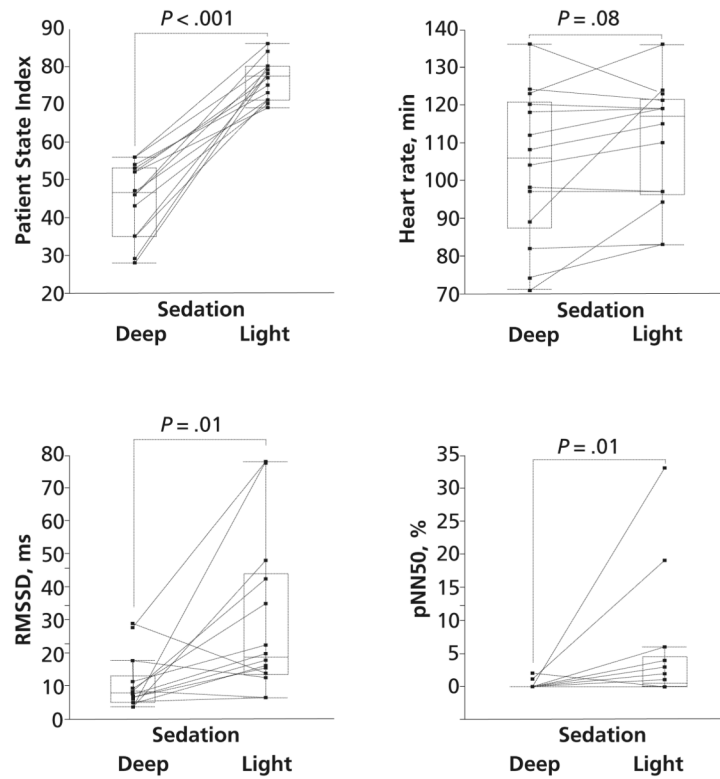 P < .001
Patient State Index
90
80
70
60
50
40
30
20
Sedation
Deep Light
P = .08
Heart rate, min
140
130
120
110
100
90
80
70
Sedation
Deep Light
P = .01
RMSSD, ms
80
70
60
50
40
30
20
10
0
Sedation
Deep Light
P = .01
pNN50, %
35
30
25
20
15
10
5
0
Sedation
Deep Light